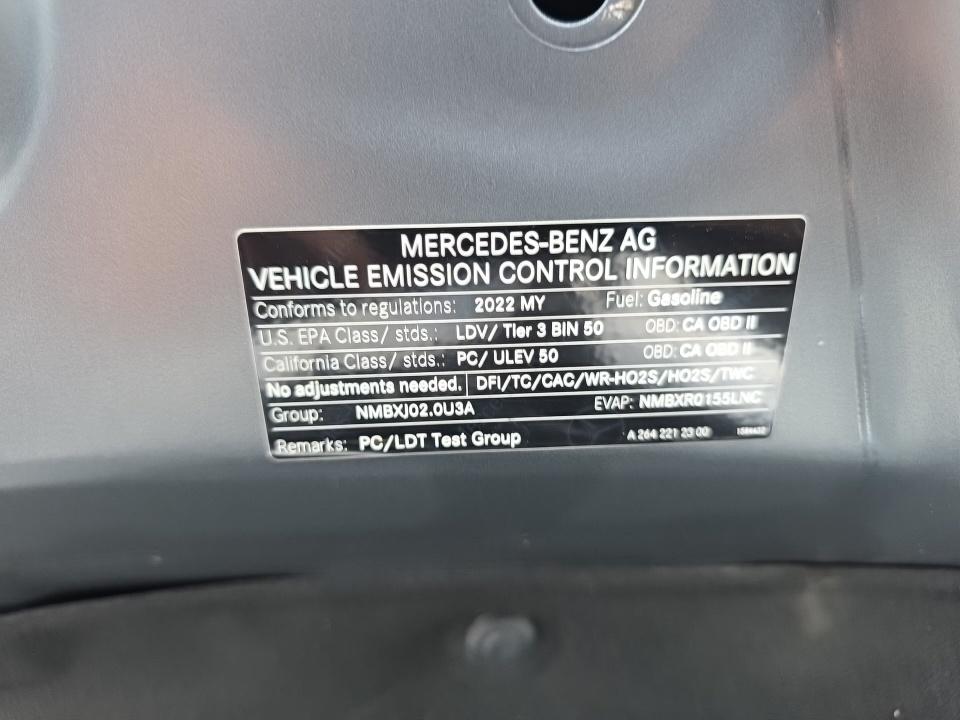 MERCEDES-BENZ AG
VEHICLE EMISSION CONTROL INFORMATION
Conforms to regulations: 2022 MY Fuel: Gasoline
U.S. EPA Class/ stds.: LDV/ Tier 3 BIN 50 OBD: CA OBD II
California Class/ stds.: PC/ ULEV 50 OBD: CA OBD II
No adjustments needed. DFI/TC/CAC/WR-HO2S/HO2S/TWC
Group: NMBXJ02.0U3A EVAP: NMBXR0155LNC
Remarks: PC/LDT Test Group A 264 221 23 00